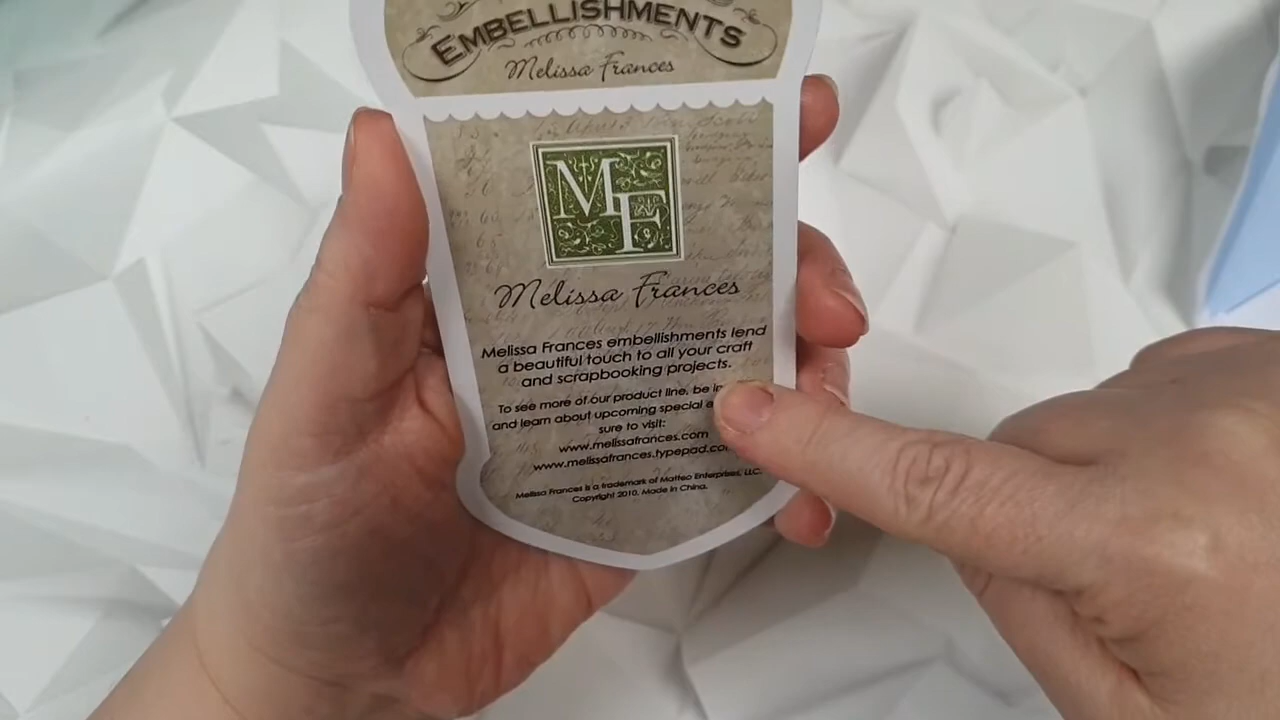 EMBELLISHMENTS
Melissa Frances
MF
Melissa Frances
Melissa Frances embellishments lend
a beautiful touch to all your craft
and scrapbooking projects.
To see more of our product line, be
and learn about upcoming special
sure to visit:
www.melissafrances.com
www.melissafrances.typepad.co
Melissa Frances is a trademark of Matteo Enterprises, LLC.
Copyright 2010. Made in China.